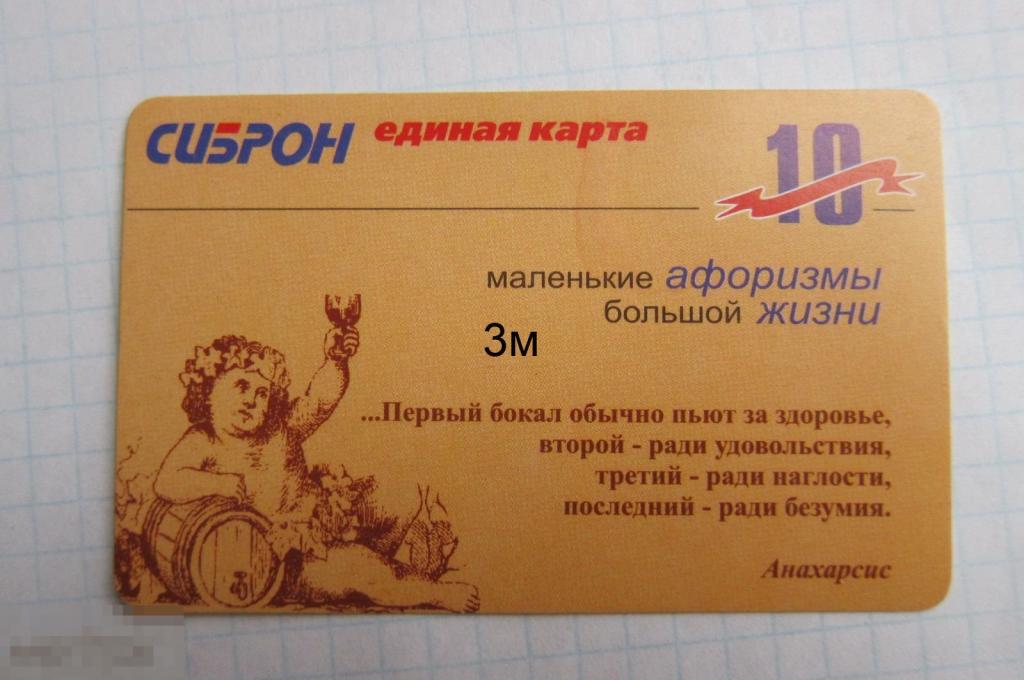 СИБРОН единая карта
10
маленькие афоризмы
большой жизни
3м
...Первый бокал обычно пьют за здоровье,
второй - ради удовольствия,
третий - ради наглости,
последний - ради безумия.
Анахарсис